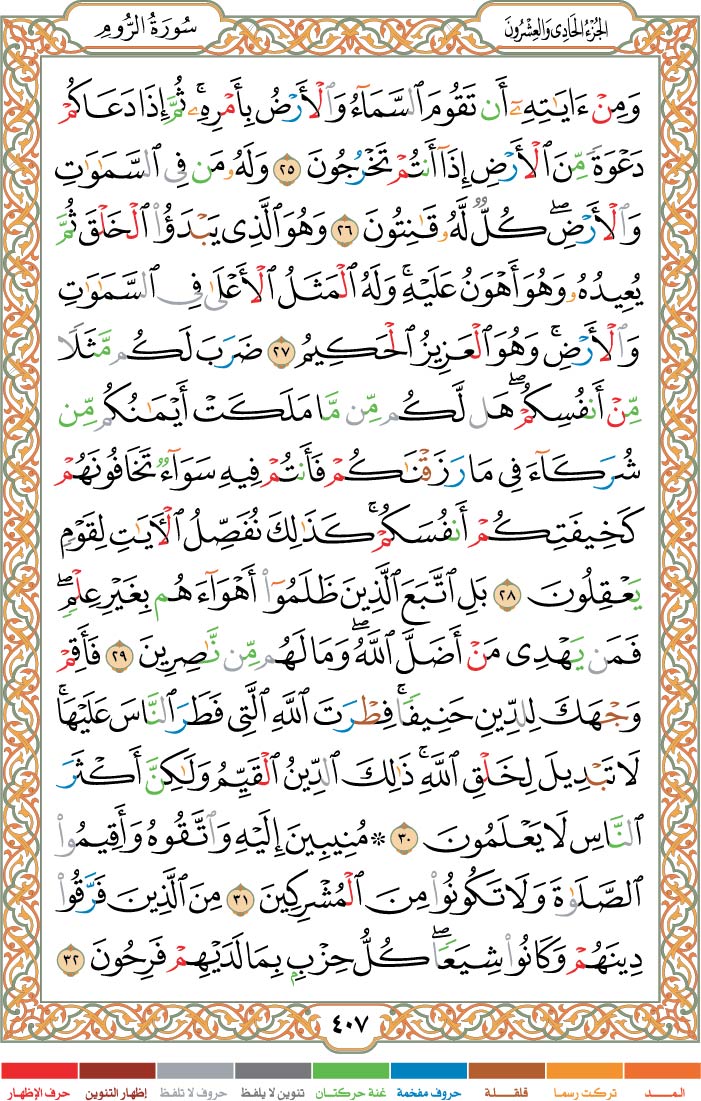 الجزء الحادي والعشرون
سورة الروم
وَمِنْ ءَايَـٰتِهِۦٓ أَن تَقُومَ ٱلسَّمَآءُ وَٱلْأَرْضُ بِأَمْرِهِۦ ۚ ثُمَّ إِذَا دَعَاكُمْ
دَعْوَةً مِّنَ ٱلْأَرْضِ إِذَآ أَنتُمْ تَخْرُجُونَ ٢٥ وَلَهُۥ مَن فِى ٱلسَّمَـٰوَٰتِ
وَٱلْأَرْضِ ۖ كُلٌّ لَّهُۥ قَـٰنِتُونَ ٢٦ وَهُوَ ٱلَّذِى يَبْدَؤُا۟ ٱلْخَلْقَ ثُمَّ
يُعِيدُهُۥ وَهُوَ أَهْوَنُ عَلَيْهِ ۚ وَلَهُ ٱلْمَثَلُ ٱلْأَعْلَىٰ فِى ٱلسَّمَـٰوَٰتِ
وَٱلْأَرْضِ ۚ وَهُوَ ٱلْعَزِيزُ ٱلْحَكِيمُ ٢٧ ضَرَبَ لَكُم مَّثَلًا
مِّنْ أَنفُسِكُمْ ۖ هَل لَّكُم مِّن مَّا مَلَكَتْ أَيْمَـٰنُكُم مِّن
شُرَكَآءَ فِى مَا رَزَقْنَـٰكُمْ فَأَنتُمْ فِيهِ سَوَآءٌ تَخَافُونَهُمْ
كَخِيفَتِكُمْ أَنفُسَكُمْ ۚ كَذَٰلِكَ نُفَصِّلُ ٱلْـَٔايَـٰتِ لِقَوْمٍ
يَعْقِلُونَ ٢٨ بَلِ ٱتَّبَعَ ٱلَّذِينَ ظَلَمُوٓا۟ أَهْوَآءَهُم بِغَيْرِ عِلْمٍ ۖ
فَمَن يَهْدِى مَنْ أَضَلَّ ٱللَّهُ ۖ وَمَا لَهُم مِّن نَّـٰصِرِينَ ٢٩ فَأَقِمْ
وَجْهَكَ لِلدِّينِ حَنِيفًا ۚ فِطْرَتَ ٱللَّهِ ٱلَّتِى فَطَرَ ٱلنَّاسَ عَلَيْهَا ۚ
لَا تَبْدِيلَ لِخَلْقِ ٱللَّهِ ۚ ذَٰلِكَ ٱلدِّينُ ٱلْقَيِّمُ وَلَـٰكِنَّ أَكْثَرَ
ٱلنَّاسِ لَا يَعْلَمُونَ ٣٠ * مُنِيبِينَ إِلَيْهِ وَٱتَّقُوهُ وَأَقِيمُوا۟
ٱلصَّلَوٰةَ وَلَا تَكُونُوا۟ مِنَ ٱلْمُشْرِكِينَ ٣١ مِنَ ٱلَّذِينَ فَرَّقُوا۟
دِينَهُمْ وَكَانُوا۟ شِيَعًا ۖ كُلُّ حِزْبٍۭ بِمَا لَدَيْهِمْ فَرِحُونَ ٣٢
٤٠٧
المـــد تركت رسما قلقلة حروف مفخمة غنة حركتان تنوين لا يلفظ حروف لا تلفظ إظهار التنوين حرف الإظهار